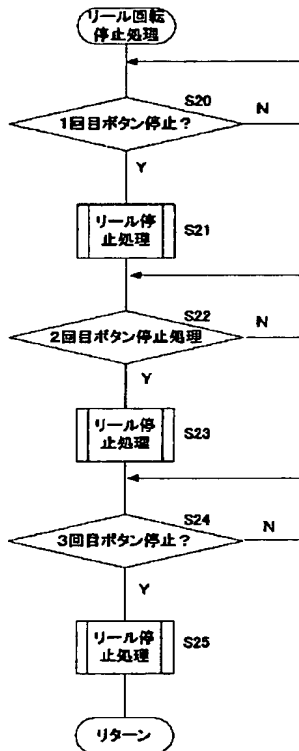 リール回転
停止処理
S20
1回目ボタン停止？
N
Y
リール停
止処理
S21
S22
2回目ボタン停止処理
N
Y
リール停
止処理
S23
S24
3回目ボタン停止？
N
Y
リール停
止処理
S25
リターン